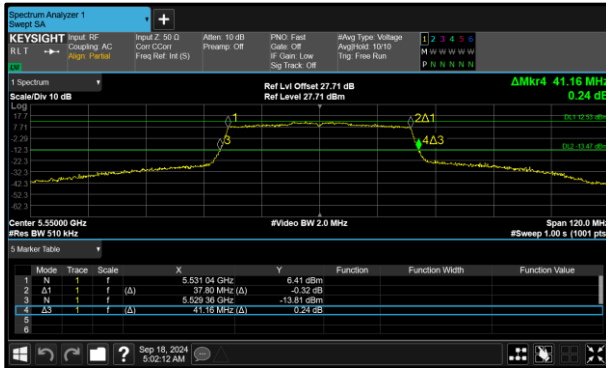 Spectrum Analyzer 1
Swept SA
+
KEYSIGHT Input: RF Input Z: 50 Ω Atten: 10 dB PNO: Fast #Avg Type: Voltage 1 2 3 4 5 6
RLT Coupling: AC Corr CCorr Preamp: Off Gate: Off Avg|Hold: 10/10 M W W W W W
Align: Partial Freq Ref: Int (S) IF Gain: Low Trig: Free Run P N N N N N
Sig Track: Off
1 Spectrum Ref Lvl Offset 27.71 dB ΔMkr4 41.16 MHz
Scale/Div 10 dB Ref Level 27.71 dBm 0.24 dB
Log
17.7 1 2Δ1 DL1 12.53 dBm
7.71
-2.29
-12.3 3 4Δ3 DL2 -13.47 dBm
-22.3
-32.3
-42.3
-52.3
-62.3
Center 5.55000 GHz #Video BW 2.0 MHz Span 120.0 MHz
#Res BW 510 kHz #Sweep 1.00 s (1001 pts)
5 Marker Table
Mode Trace Scale X Y Function Function Width Function Value
1 N 1 f 5.531 04 GHz 6.41 dBm
2 Δ1 1 f (Δ) 37.80 MHz (Δ) -0.32 dB
3 N 1 f 5.529 36 GHz -13.81 dBm
4 Δ3 1 f (Δ) 41.16 MHz (Δ) 0.24 dB
5
6
? Sep 18, 2024
5:02:12 AM